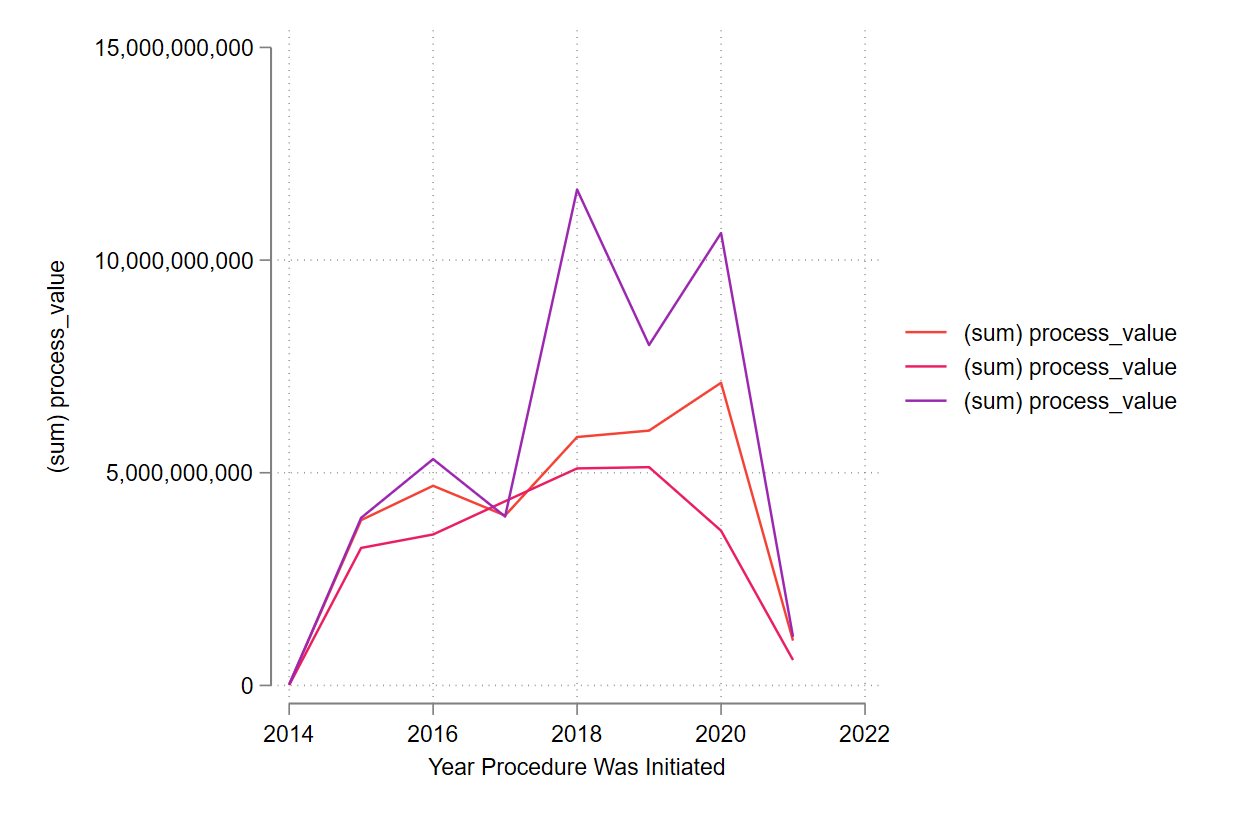 15,000,000,000
10,000,000,000
5,000,000,000
0
(sum) process_value
2014 2016 2018 2020 2022
Year Procedure Was Initiated
(sum) process_value
(sum) process_value
(sum) process_value